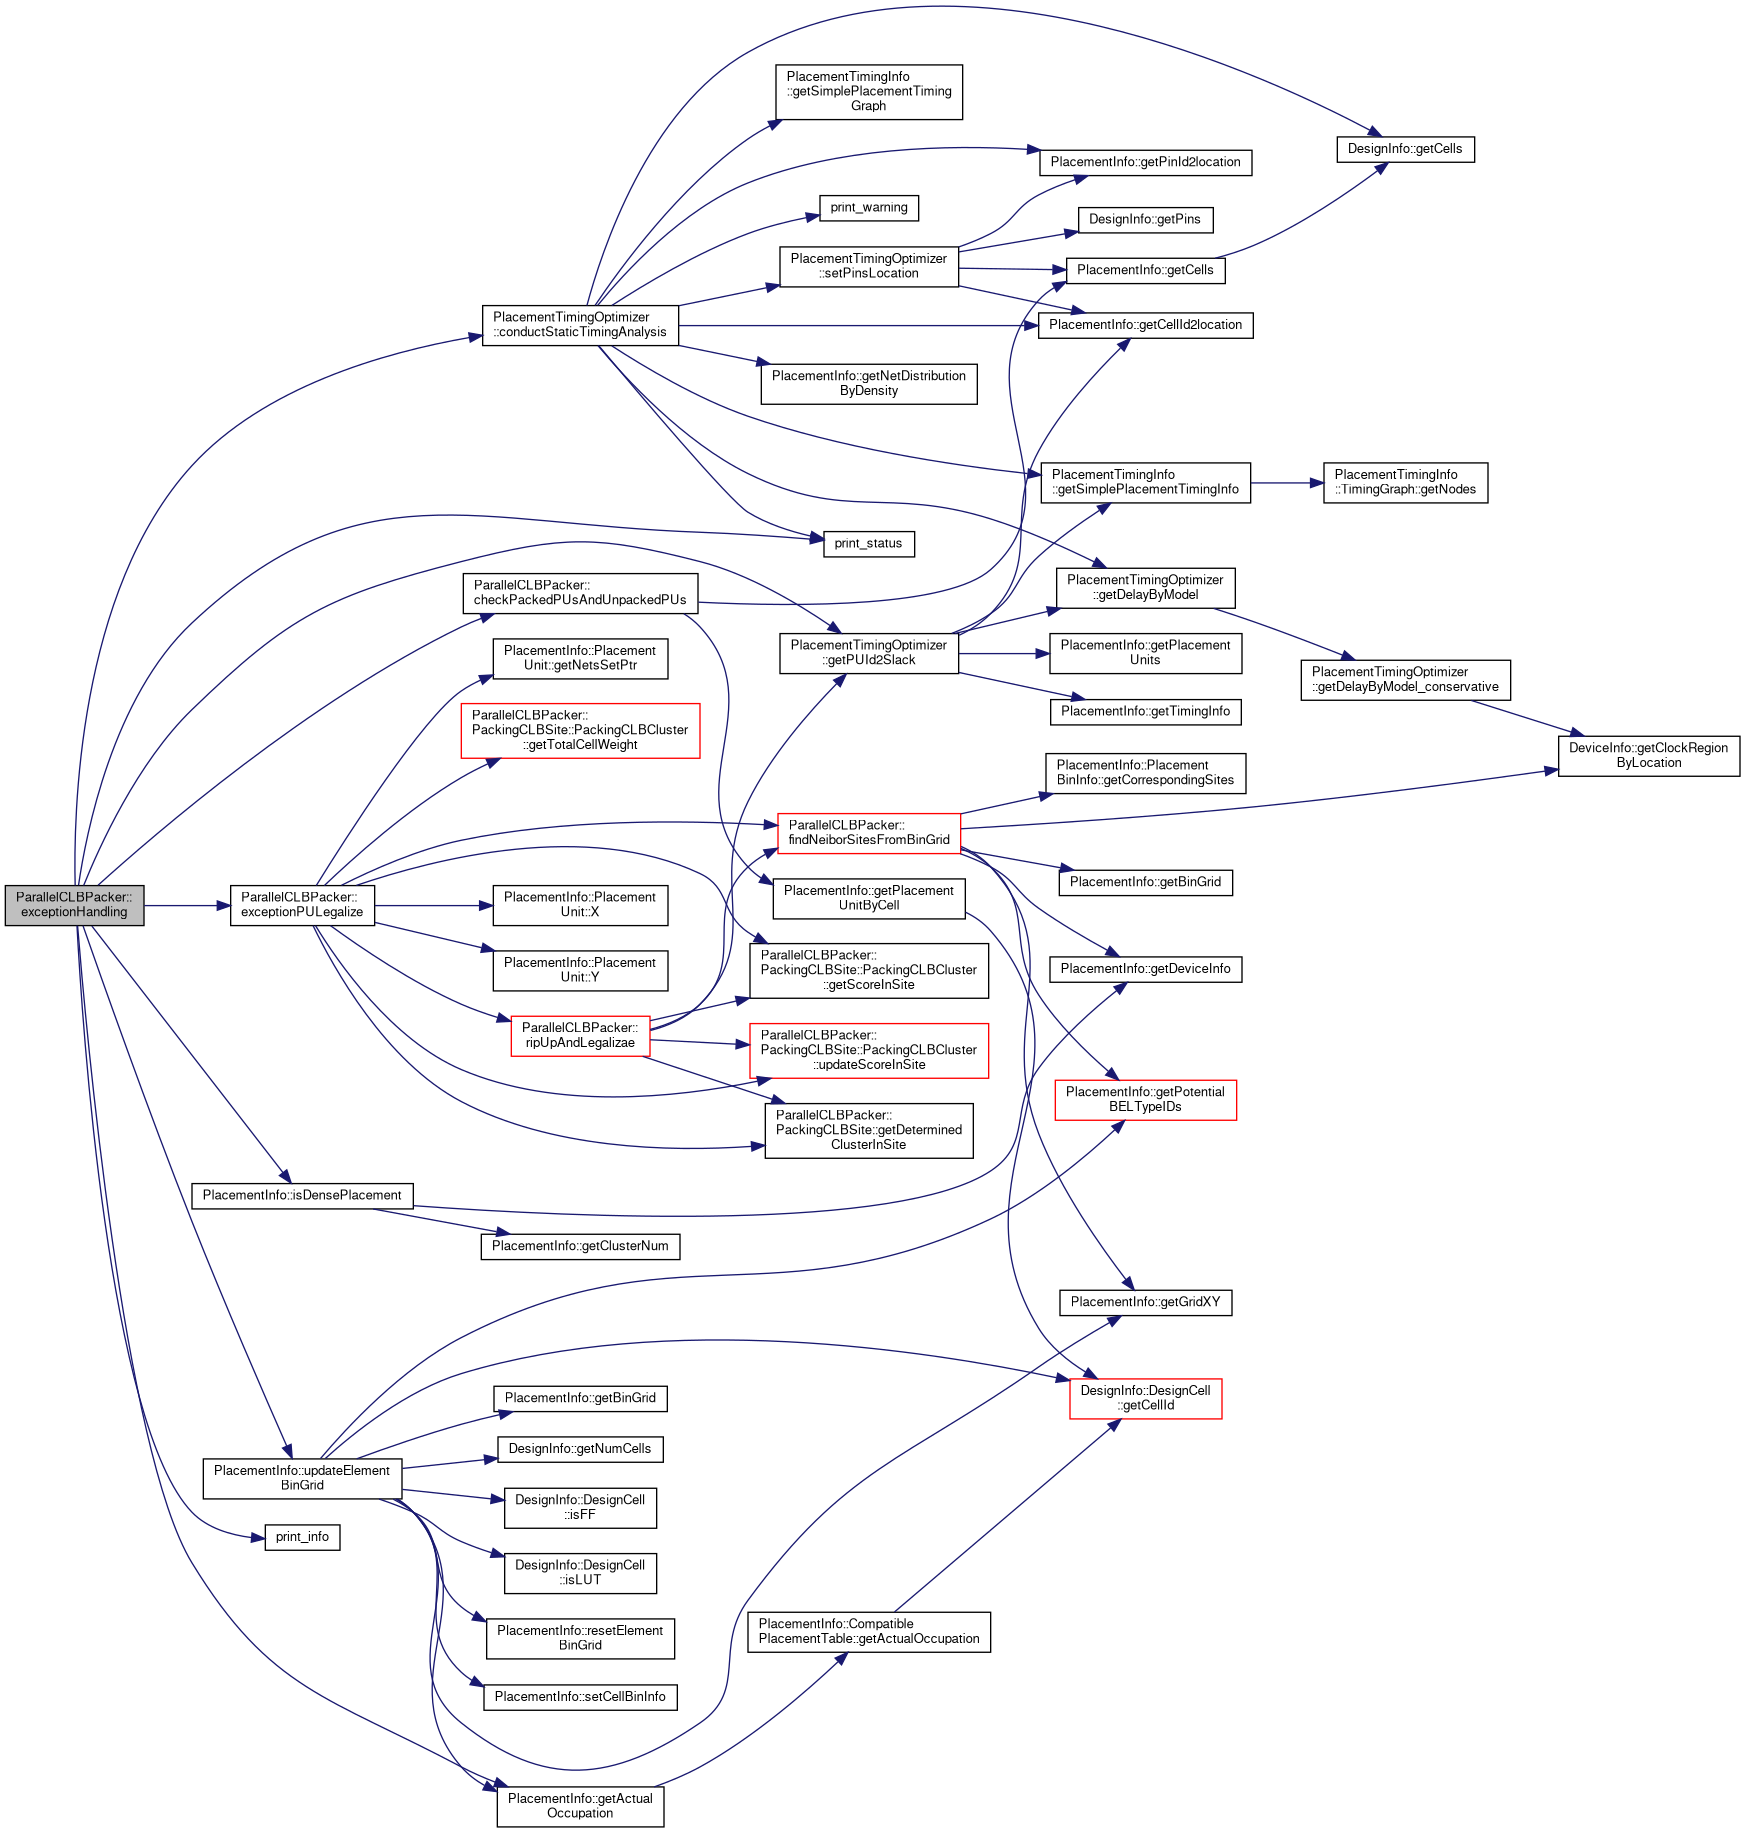 PlacementTimingInfo
::getSimplePlacementTiming
Graph
DesignInfo::getCells
PlacementInfo::getPinId2location
print_warning
DesignInfo::getPins
PlacementTimingOptimizer
::setPinsLocation
PlacementInfo::getCells
PlacementTimingOptimizer
::conductStaticTimingAnalysis
PlacementInfo::getCellId2location
PlacementInfo::getNetDistribution
ByDensity
PlacementTimingInfo
::getSimplePlacementTimingInfo
PlacementTimingInfo
::TimingGraph::getNodes
print_status
ParallelCLBPacker::
checkPackedPUsAndUnpackedPUs
PlacementTimingOptimizer
::getDelayByModel
PlacementInfo::Placement
Unit::getNetsSetPtr
PlacementTimingOptimizer
::getPUId2Slack
PlacementInfo::getPlacement
Units
PlacementTimingOptimizer
::getDelayByModel_conservative
PlacementInfo::getTimingInfo
ParallelCLBPacker::
PackingCLBSite::PackingCLBCluster
::getTotalCellWeight
DeviceInfo::getClockRegion
ByLocation
PlacementInfo::Placement
BinInfo::getCorrespondingSites
ParallelCLBPacker::
findNeiborSitesFromBinGrid
PlacementInfo::getBinGrid
ParallelCLBPacker::
exceptionHandling
ParallelCLBPacker::
exceptionPULegalize
PlacementInfo::Placement
Unit::X
PlacementInfo::getPlacement
UnitByCell
PlacementInfo::Placement
Unit::Y
ParallelCLBPacker::
PackingCLBSite::PackingCLBCluster
::getScoreInSite
PlacementInfo::getDeviceInfo
ParallelCLBPacker::
ripUpAndLegalizae
ParallelCLBPacker::
PackingCLBSite::PackingCLBCluster
::updateScoreInSite
PlacementInfo::getPotential
BELTypeIDs
ParallelCLBPacker::
PackingCLBSite::getDetermined
ClusterInSite
PlacementInfo::isDensePlacement
PlacementInfo::getClusterNum
PlacementInfo::getGridXY
PlacementInfo::getBinGrid
DesignInfo::DesignCell
::getCellId
DesignInfo::getNumCells
PlacementInfo::updateElement
BinGrid
DesignInfo::DesignCell
::isFF
print_info
DesignInfo::DesignCell
::isLUT
PlacementInfo::resetElement
BinGrid
PlacementInfo::Compatible
PlacementTable::getActualOccupation
PlacementInfo::setCellBinInfo
PlacementInfo::getActual
Occupation